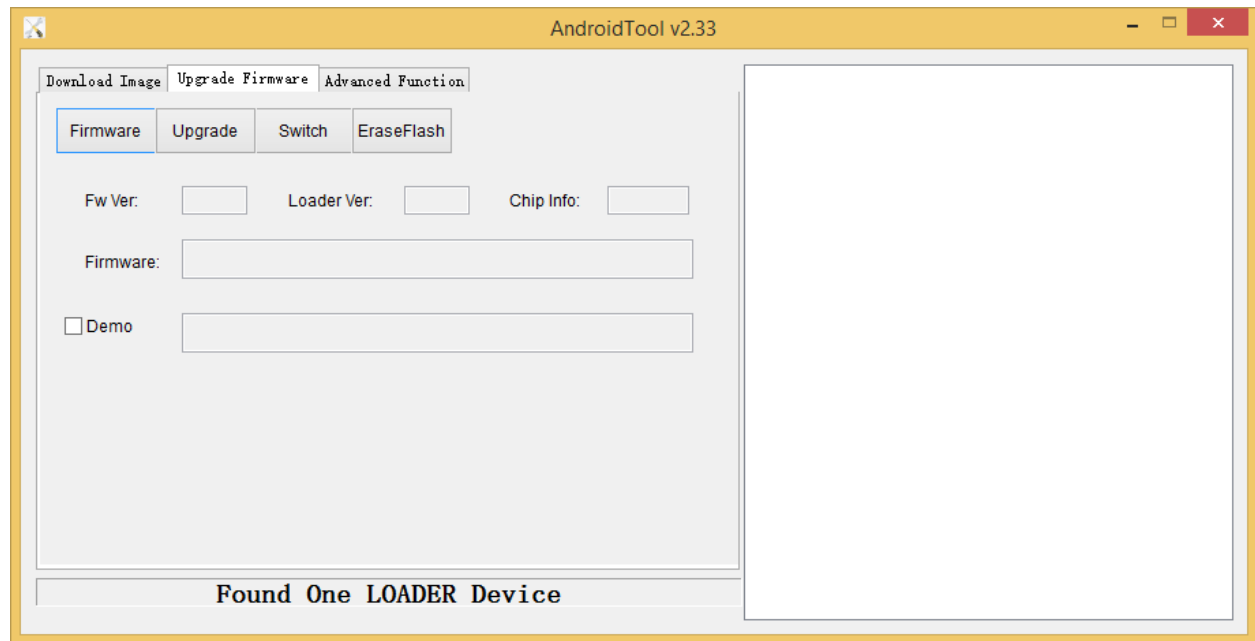 AndroidTool v2.33
Download Image Upgrade Firmware Advanced Function
Firmware Upgrade Switch EraseFlash
Fw Ver: Loader Ver: Chip Info:
Firmware:
Demo
Found One LOADER Device